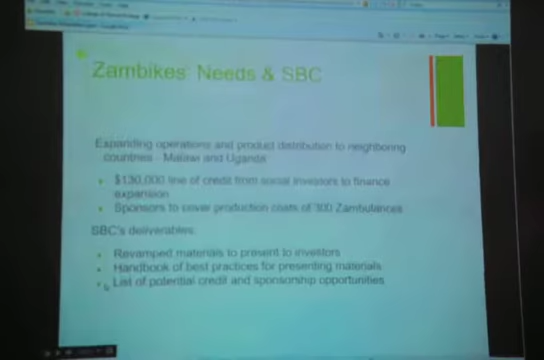 Zambikes' Needs & SBC
Expanding operations and product distribution to neighboring
countries - Malawi and Uganda
$130,000 line of credit from social investors to finance
expansion
Sponsors to cover production costs of 300 Zambulances
SBC's deliverables:
Revamped materials to present to investors
Handbook of best practices for presenting materials
List of potential credit and sponsorship opportunities